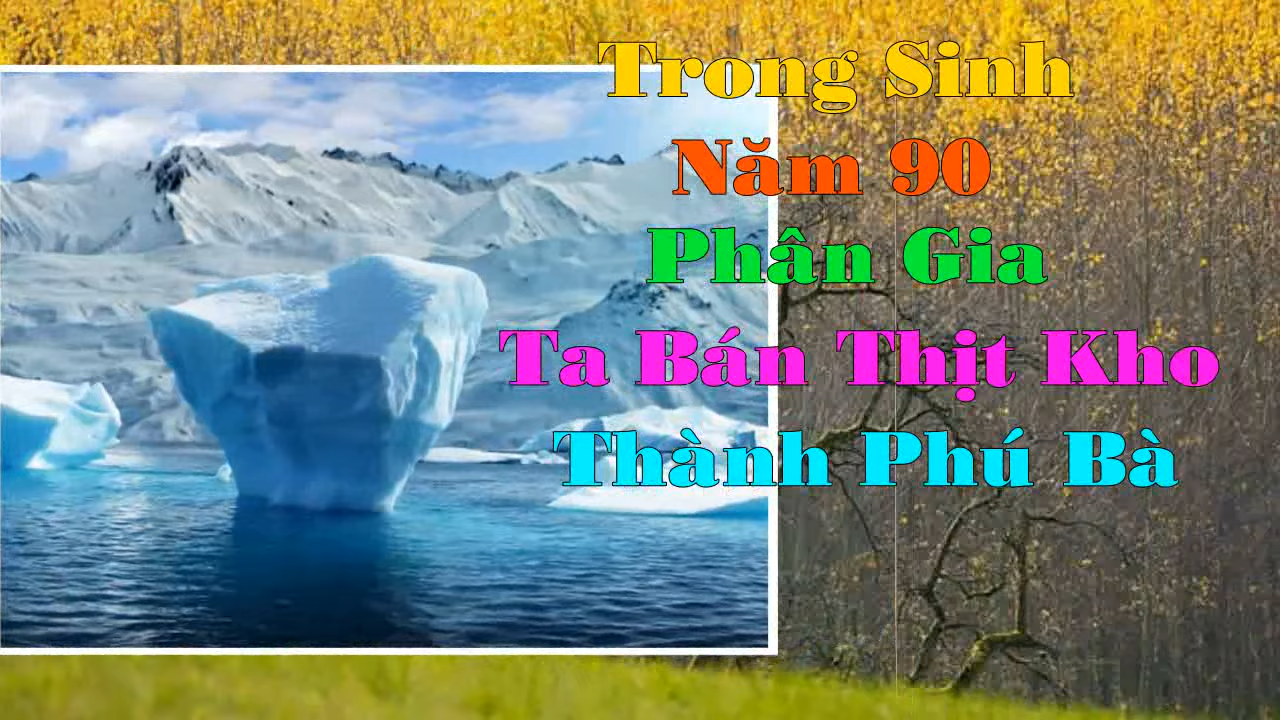 Trong Sinh
Năm 90
Phân Gia
Ta Bán Thịt Kho
Thành Phú Bà